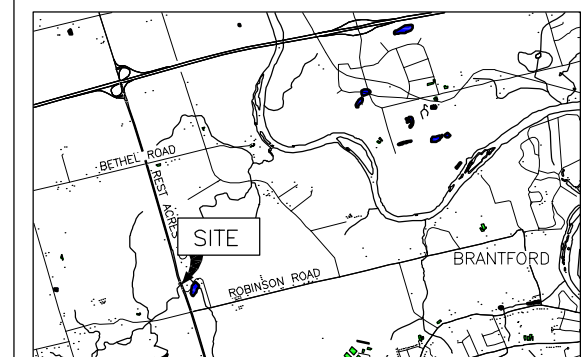 BETHEL ROAD
REST ACRES
SITE
ROBINSON ROAD
BRANTFORD